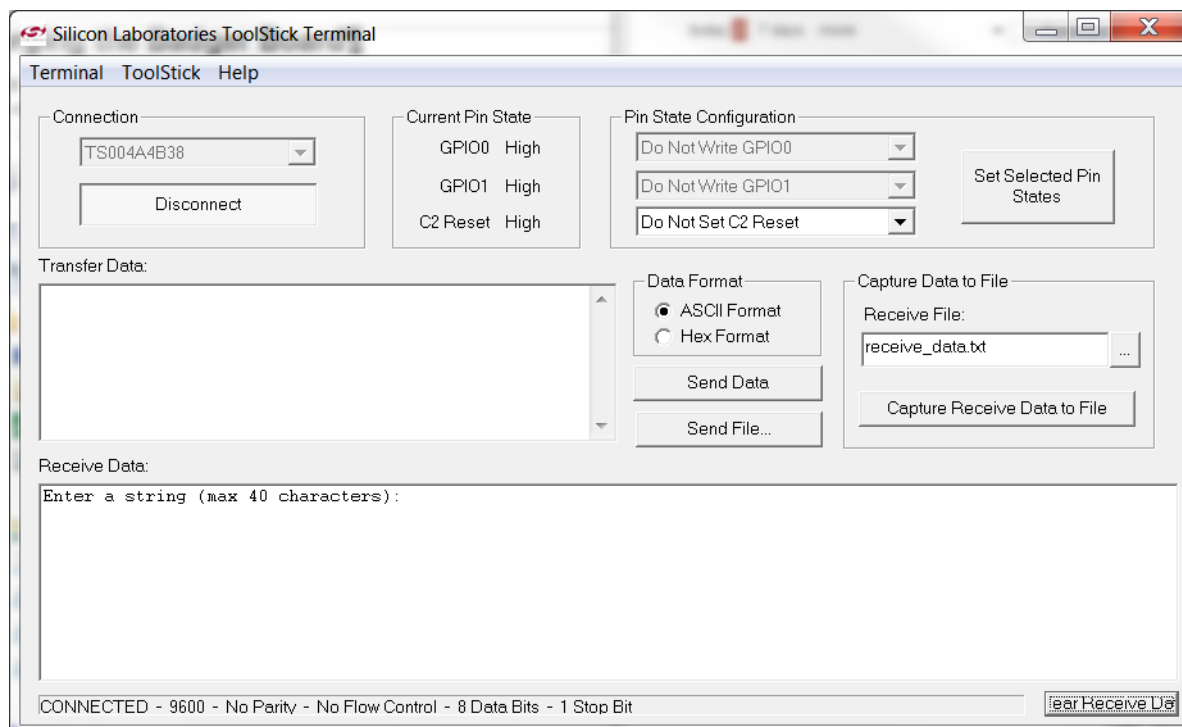 Silicon Laboratories ToolStick Terminal
Terminal ToolStick Help
Connection
TS004A4B38
Disconnect
Current Pin State
GPIO0 High
GPIO1 High
C2 Reset High
Pin State Configuration
Do Not Write GPIO0
Do Not Write GPIO1
Do Not Set C2 Reset
Set Selected Pin
States
Transfer Data:
Data Format
ASCII Format
Hex Format
Send Data
Send File...
Capture Data to File
Receive File:
receive_data.txt
...
Capture Receive Data to File
Receive Data:
Enter a string (max 40 characters):
CONNECTED - 9600 - No Parity - No Flow Control - 8 Data Bits - 1 Stop Bit
lear Receive Da